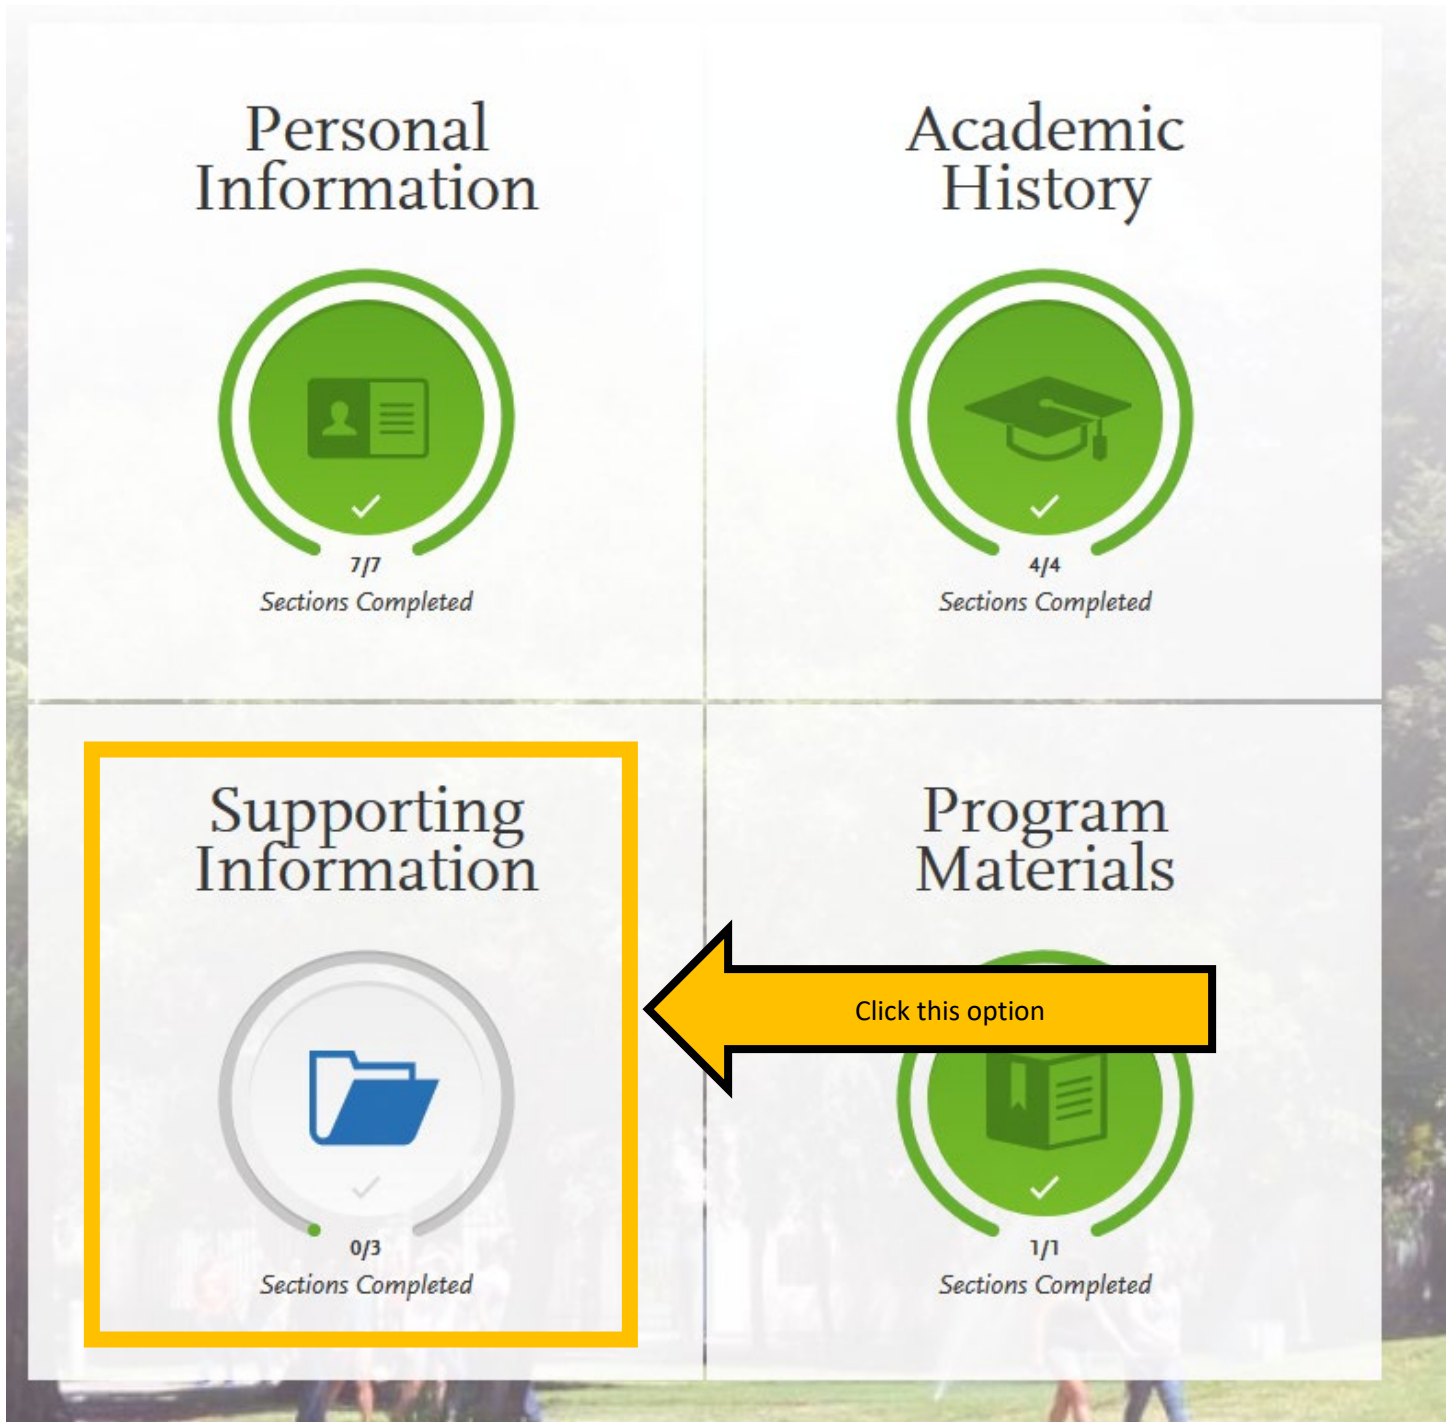 Personal
Information
7/7
Sections Completed
Academic
History
4/4
Sections Completed
Supporting
Information
0/3
Sections Completed
Program
Materials
Click this option
1/1
Sections Completed